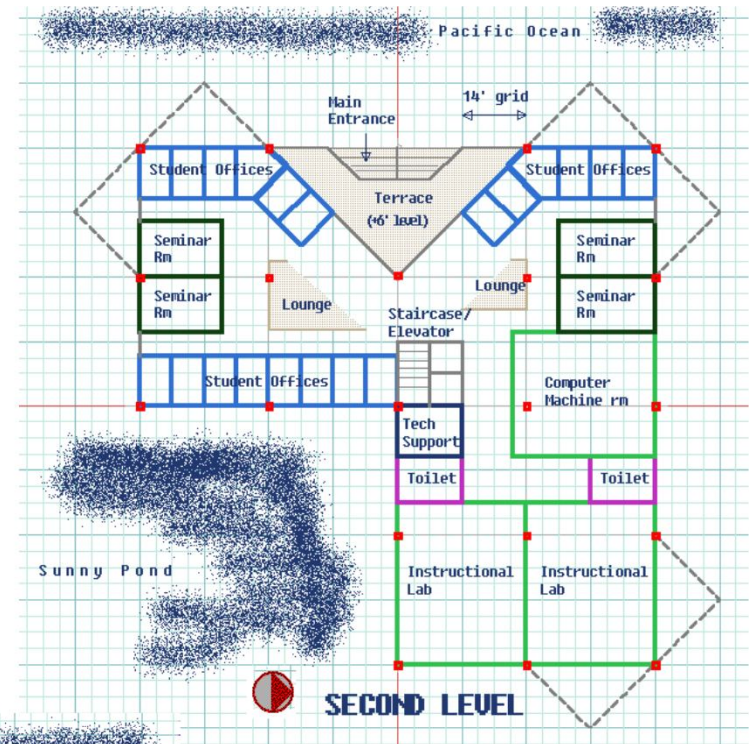 Pacific Ocean
Main
Entrance
14' grid
Student Offices
Student Offices
Terrace
(+6' level)
Seminar
Rm
Seminar
Rm
Seminar
Rm
Seminar
Rm
Lounge
Lounge
Staircase/
Elevator
Student Offices
Computer
Machine rm
Tech
Support
Toilet
Toilet
Sunny Pond
Instructional
Lab
Instructional
Lab
SECOND LEVEL